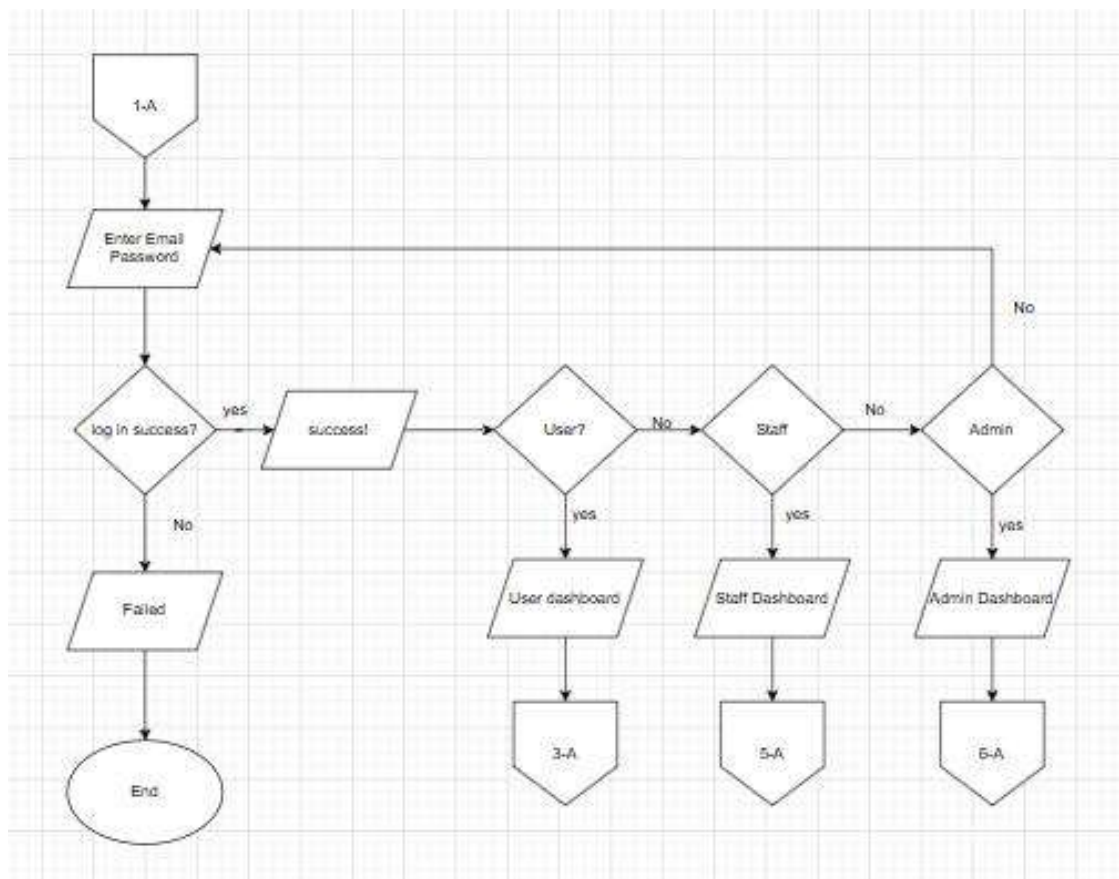 1-A
Enter Email
Password
No
log in success?
yes
success!
User?
No
Staff
No
Admin
No
yes
yes
yes
Failed
User dashboard
Staff Dashboard
Admin Dashboard
End
3-A
5-A
6-A